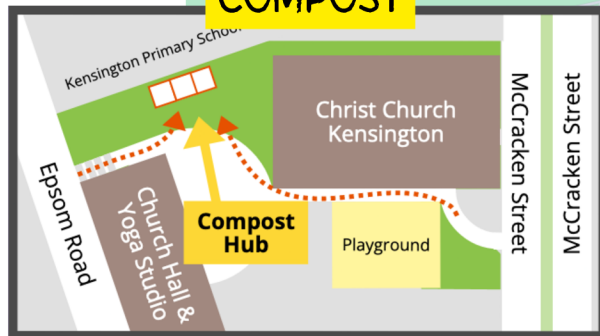 COMPOST
Kensington Primary School
Christ Church
Kensington
McCracken Street
McCracken Street
Epsom Road
Church Hall &
Yoga Studio
Compost
Hub
Playground